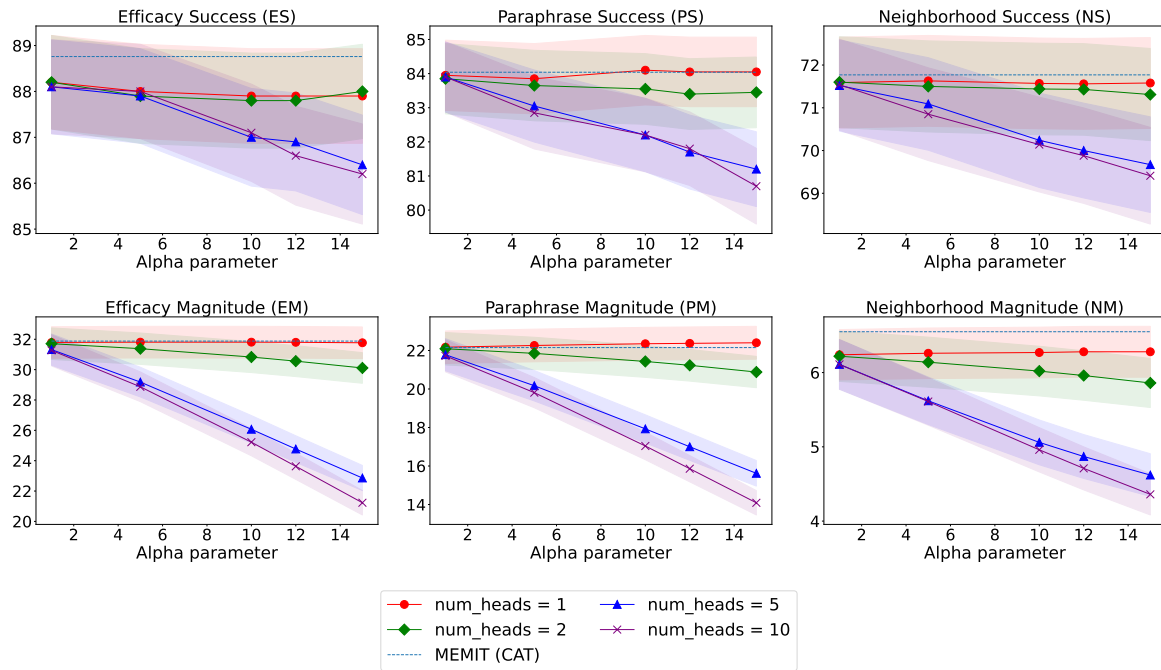 Efficacy Success (ES)
Paraphrase Success (PS)
Neighborhood Success (NS)
89
88
87
86
85
2 4 6 8 10 12 14
Alpha parameter
85
84
83
82
81
80
2 4 6 8 10 12 14
Alpha parameter
72
71
70
69
2 4 6 8 10 12 14
Alpha parameter
Efficacy Magnitude (EM)
Paraphrase Magnitude (PM)
Neighborhood Magnitude (NM)
32
30
28
26
24
22
20
2 4 6 8 10 12 14
Alpha parameter
22
20
18
16
14
2 4 6 8 10 12 14
Alpha parameter
6
5
4
2 4 6 8 10 12 14
Alpha parameter
num_heads = 1
num_heads = 2
MEMIT (CAT)
num_heads = 5
num_heads = 10